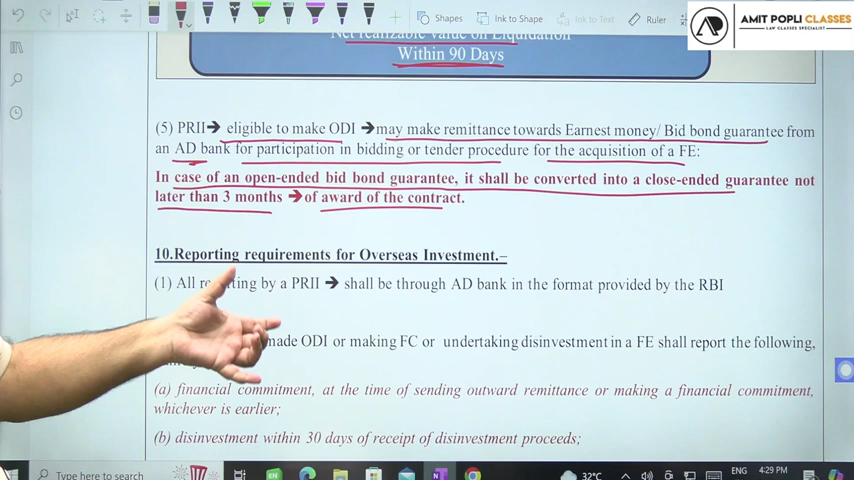 Shapes
Ink to Shape
Ink to Text
Ruler
AMIT POPLI CLASSES
LAW CLASSES SPECIALIST
Net realizable value on Liquidation
Within 90 Days
(5) PRII➔ eligible to make ODI ➔may make remittance towards Earnest money/ Bid bond guarantee from
an AD bank for participation in bidding or tender procedure for the acquisition of a FE:
In case of an open-ended bid bond guarantee, it shall be converted into a close-ended guarantee not
later than 3 months ➔of award of the contract.
10.Reporting requirements for Overseas Investment.–
(1) All reporting by a PRII ➔ shall be through AD bank in the format provided by the RBI
made ODI or making FC or undertaking disinvestment in a FE shall report the following,
(a) financial commitment, at the time of sending outward remittance or making a financial commitment,
whichever is earlier;
(b) disinvestment within 30 days of receipt of disinvestment proceeds;
Type here to search
32°C
ENG
4:29 PM